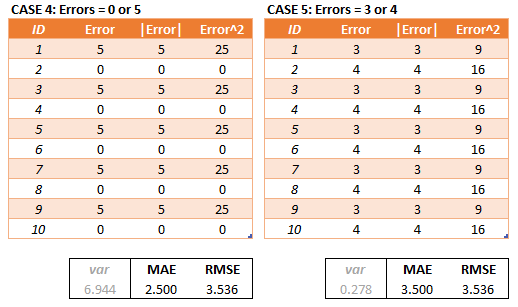 CASE 4: Errors = 0 or 5
ID Error |Error| Error^2
1 5 5 25
2 0 0 0
3 5 5 25
4 0 0 0
5 5 5 25
6 0 0 0
7 5 5 25
8 0 0 0
9 5 5 25
10 0 0 0
var MAE RMSE
6.944 2.500 3.536
CASE 5: Errors = 3 or 4
ID Error |Error| Error^2
1 3 3 9
2 4 4 16
3 3 3 9
4 4 4 16
5 3 3 9
6 4 4 16
7 3 3 9
8 4 4 16
9 3 3 9
10 4 4 16
var MAE RMSE
0.278 3.500 3.536